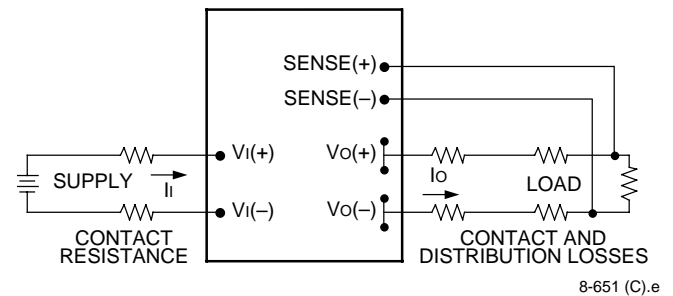 SENSE(+)
SENSE(–)
VI(+)
VO(+)
SUPPLY
II
IO
LOAD
VI(–)
VO(–)
CONTACT
RESISTANCE
CONTACT AND
DISTRIBUTION LOSSES
8-651 (C).e